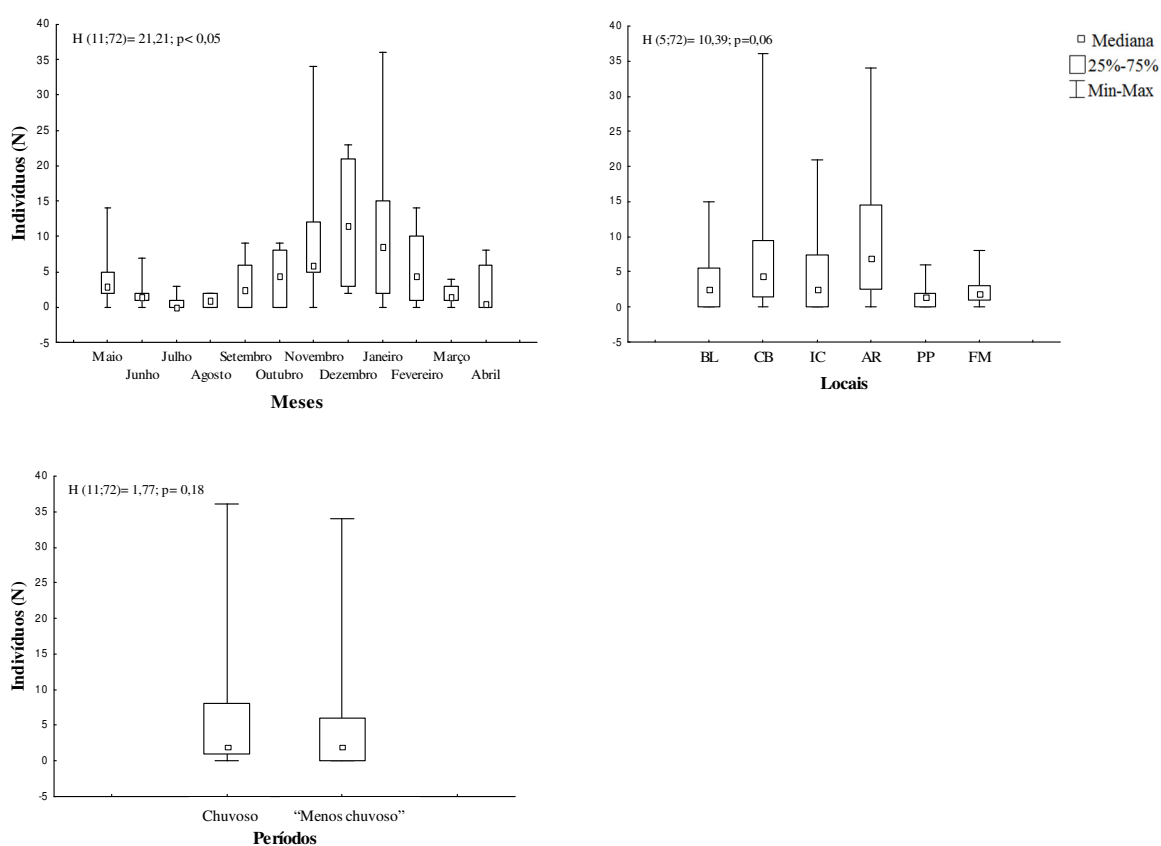 H (11;72)= 21,21; p< 0,05
40
35
30
25
20
15
10
5
0
-5
Indivíduos (N)
Maio
Junho
Julho
Agosto
Setembro
Outubro
Novembro
Dezembro
Janeiro
Fevereiro
Março
Abril
Meses
H (5;72)= 10,39; p=0,06
40
35
30
25
20
15
10
5
0
-5
BL CB IC AR PP FM
Locais
Mediana
25%-75%
Min-Max
H (11;72)= 1,77; p= 0,18
40
35
30
25
20
15
10
5
0
-5
Indivíduos (N)
Chuvoso "Menos chuvoso"
Períodos